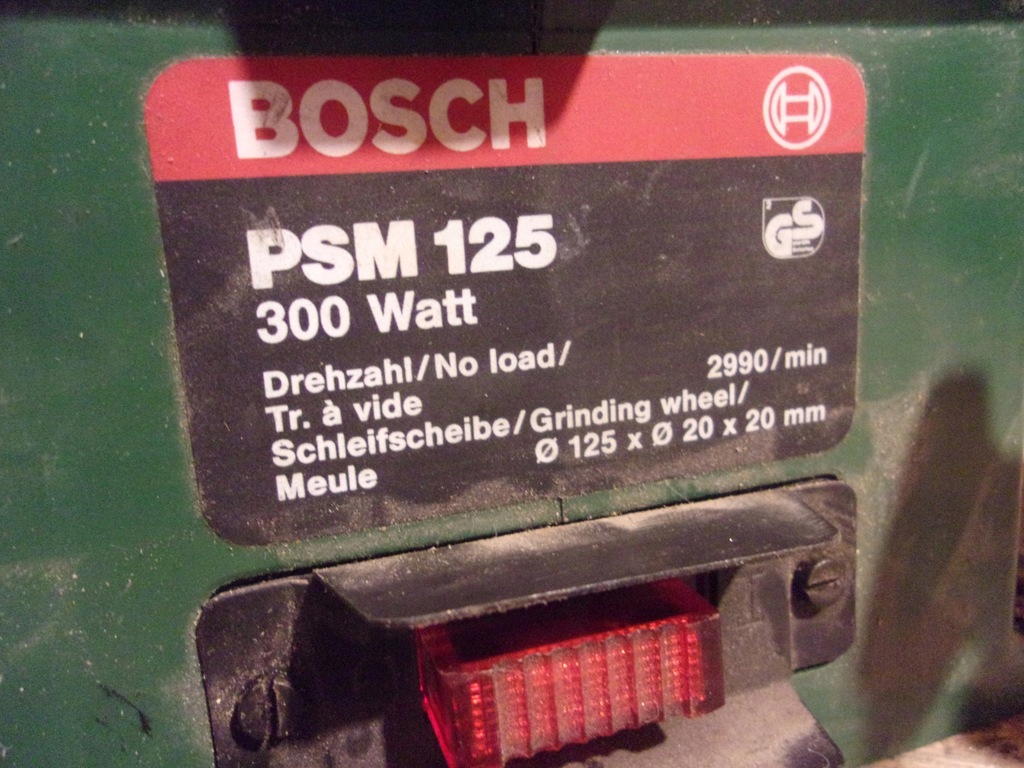 BOSCH
PSM 125
GS
300 Watt
Drehzahl/No load/
Tr. à vide 2990/min
Schleifscheibe/Grinding wheel/
Meule Ø 125 x Ø 20 x 20 mm